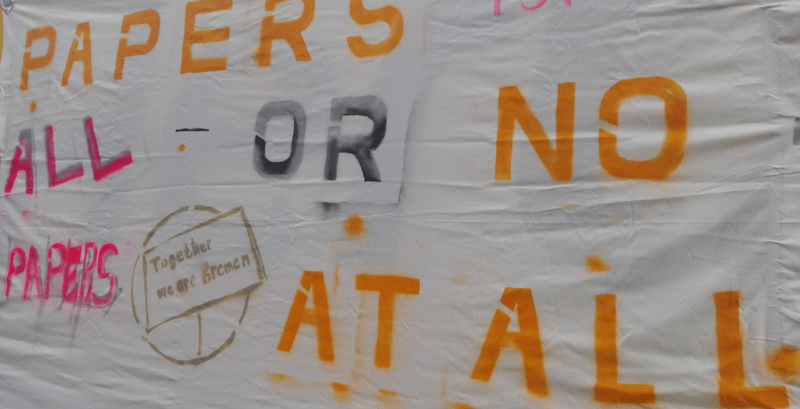 PAPERS
ALL - OR NO
PAPERS
Together
we are Bremen
AT ALL